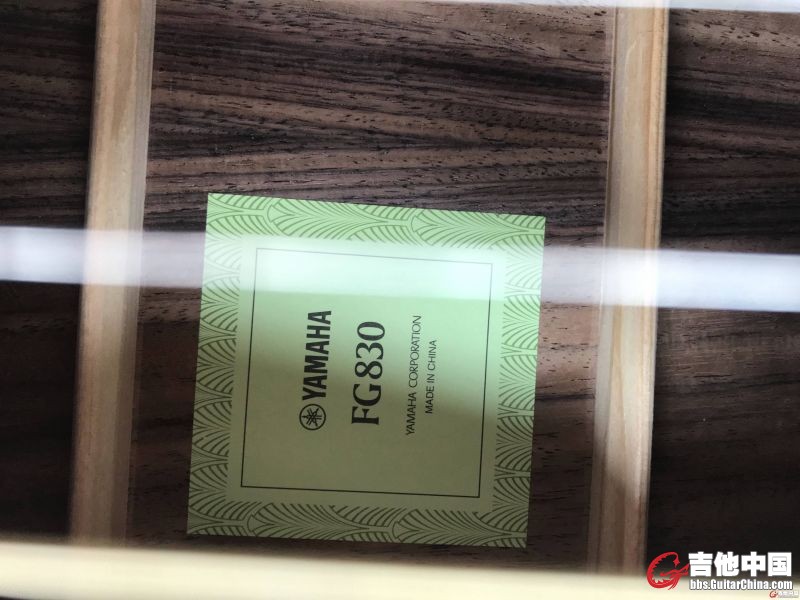 YAMAHA
FG830
YAMAHA CORPORATION
MADE IN CHINA
吉他中国
bbs.GuitarChina.com